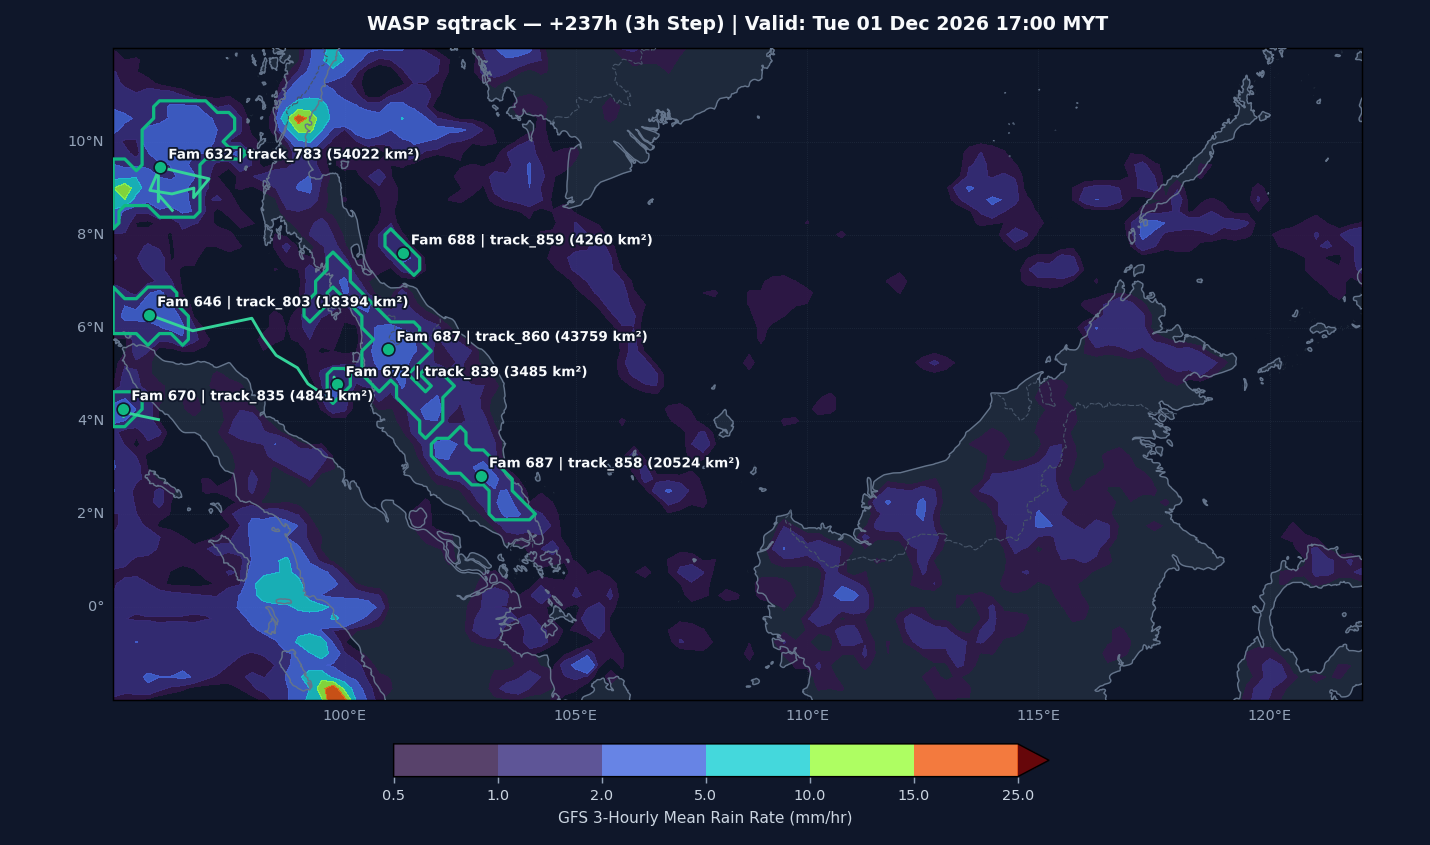 WASP sqtrack — +237h (3h Step) | Valid: Tue 01 Dec 2026 17:00 MYT
10°N
Fam 632 | track_783 (54022 km²)
8°N
Fam 688 | track_859 (4260 km²)
Fam 646 | track_803 (18394 km²)
6°N
Fam 687 | track_860 (43759 km²)
Fam 672 | track_839 (3485 km²)
Fam 670 | track_835 (4841 km²)
4°N
Fam 687 | track_858 (20524 km²)
2°N
0°
100°E 105°E 110°E 115°E 120°E
0.5 1.0 2.0 5.0 10.0 15.0 25.0
GFS 3-Hourly Mean Rain Rate (mm/hr)